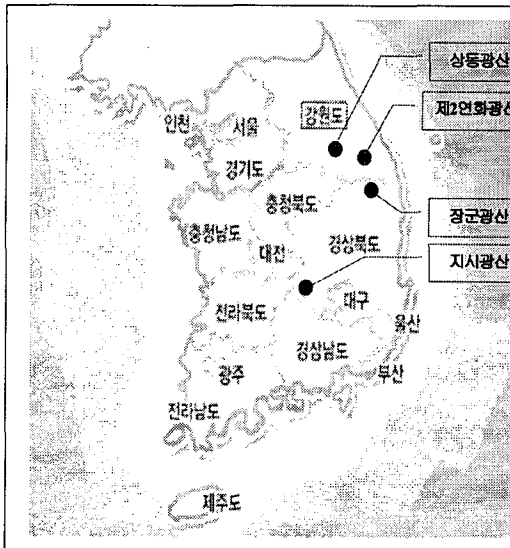 상동광산
제2연화광산
강원도
인천
서울
경기도
충청북도
장군광산
충청남도
대전
경상북도
지시광산
전라북도
대구
울산
경상남도
광주
부산
전라남도
제주도